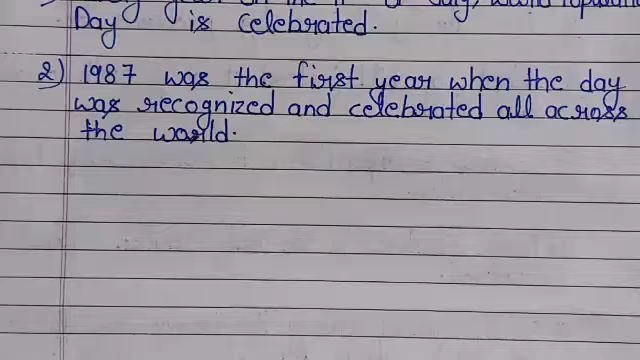 Day is celebrated.
2) 1987 was the first year when the day
was recognized and celebrated all across
the world.